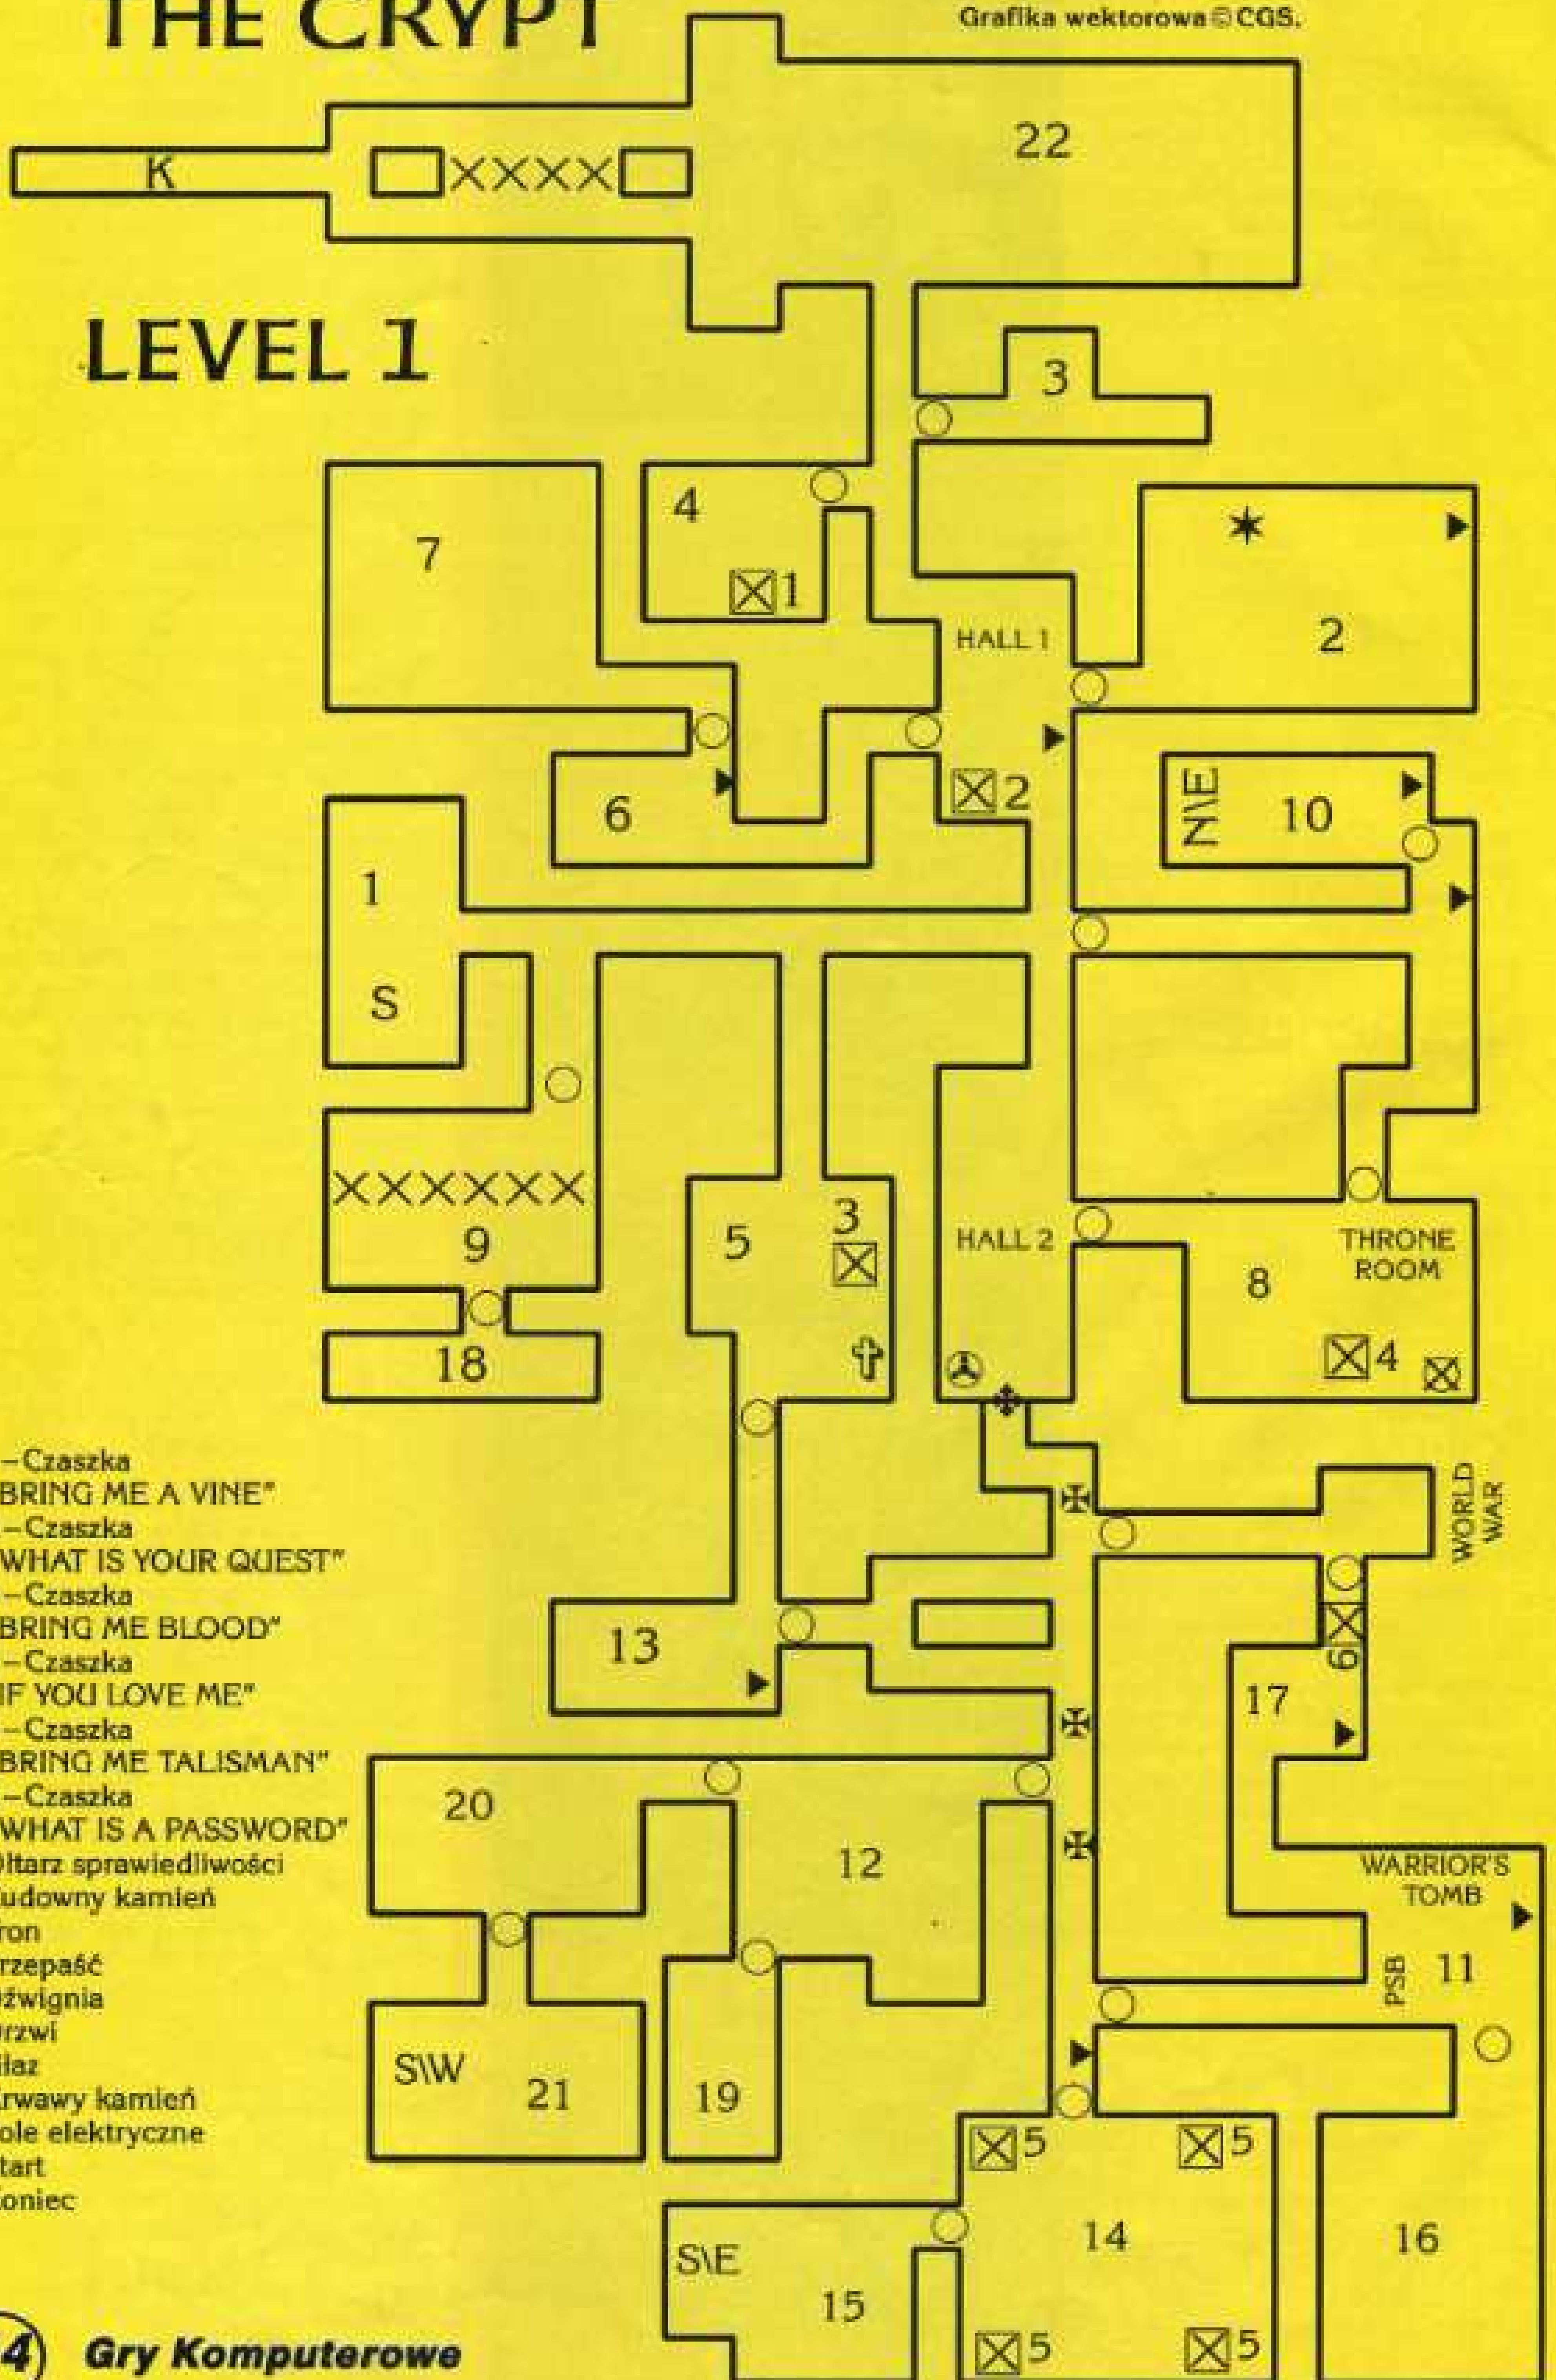 THE CRYPT
Grafika wektorowa © CGS.
22
K
XXXX
LEVEL 1
3
4
7
1
HALL 1
2
2
N\E
10
6
1
S
XXXXXX
9
5
3
HALL 2
THRONE
ROOM
8
4
18
WORLD
WAR
–Czaszka
BRING ME A VINE"
–Czaszka
WHAT IS YOUR QUEST"
–Czaszka
BRING ME BLOOD"
–Czaszka
IF YOU LOVE ME"
–Czaszka
BRING ME TALISMAN"
–Czaszka
WHAT IS A PASSWORD"
ołtarz sprawiedliwości
udowny kamień
ron
rzepaść
źwignia
rzwi
łaz
rwawy kamień
ole elektryczne
tart
oniec
13
6
17
20
12
WARRIOR'S
TOMB
PSB
11
S\W
21
19
5
5
14
16
S\E
15
5
5
4 Gry Komputerowe